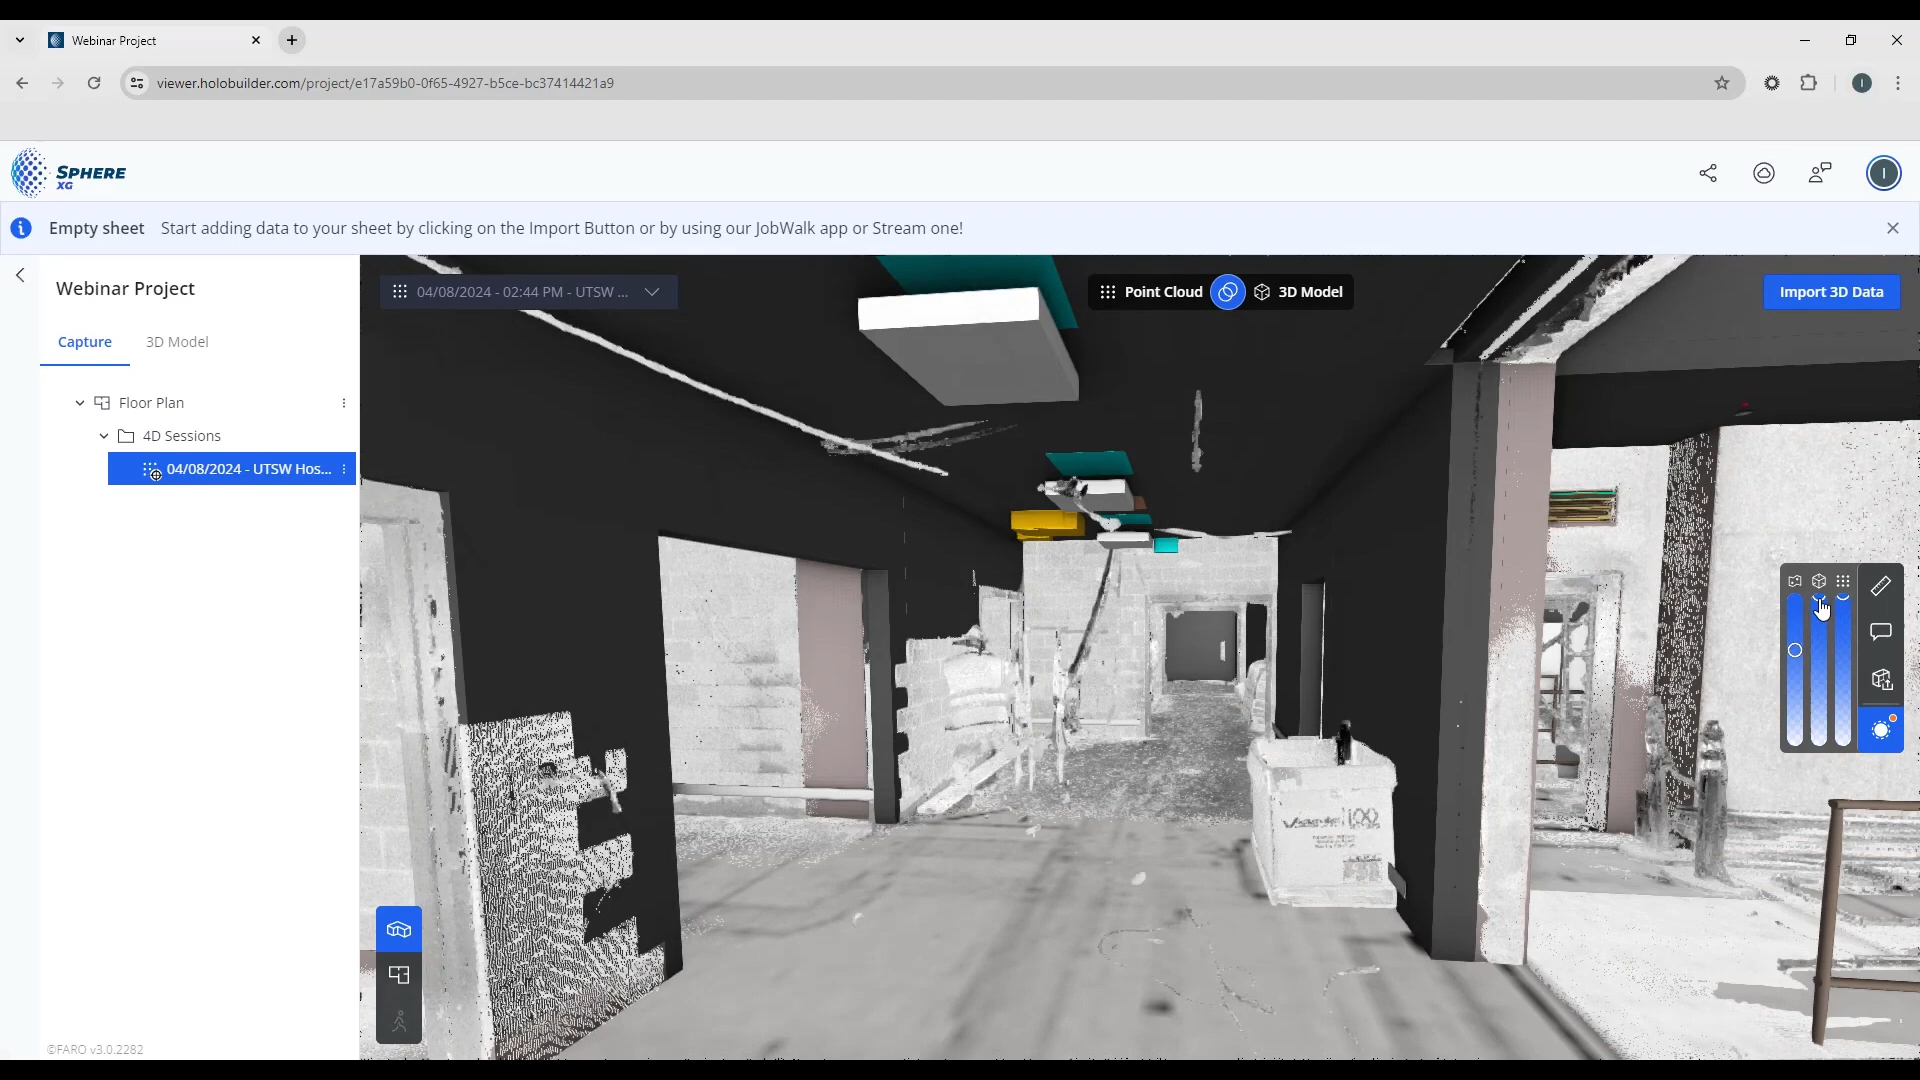 Webinar Project
viewer.holobuilder.com/project/e17a59b0-0f65-4927-b5ce-bc37414421a9
I
SPHERE
XG
I
Empty sheet Start adding data to your sheet by clicking on the Import Button or by using our JobWalk app or Stream one!
Webinar Project
04/08/2024 - 02:44 PM - UTSW ...
Point Cloud
3D Model
Import 3D Data
Capture
3D Model
Floor Plan
4D Sessions
04/08/2024 - UTSW Hos...
100
©FARO v3.0.2282